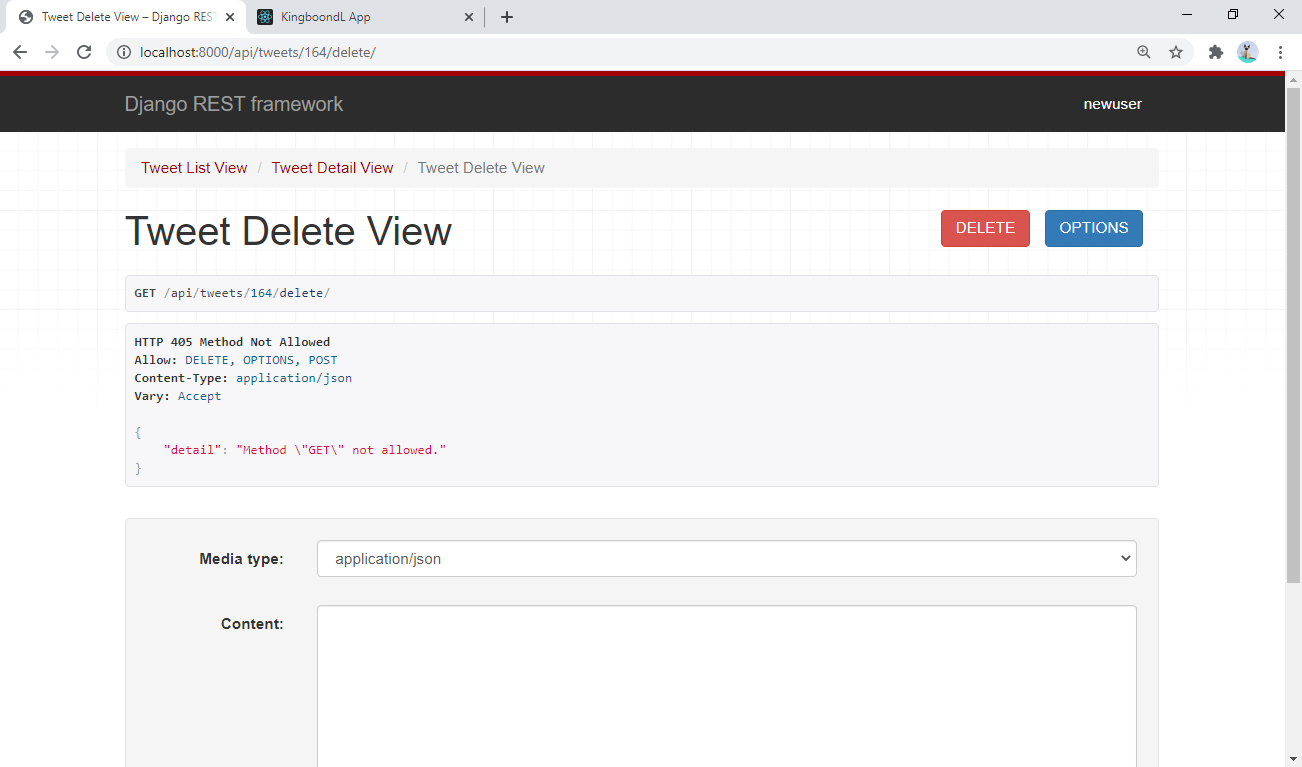 Tweet Delete View – Django RES
KingboondL App
localhost:8000/api/tweets/164/delete/
Django REST framework
newuser
Tweet List View / Tweet Detail View / Tweet Delete View
Tweet Delete View
DELETE
OPTIONS
GET /api/tweets/164/delete/
HTTP 405 Method Not Allowed
Allow: DELETE, OPTIONS, POST
Content-Type: application/json
Vary: Accept
{
"detail": "Method \"GET\" not allowed."
}
Media type:
application/json
Content: